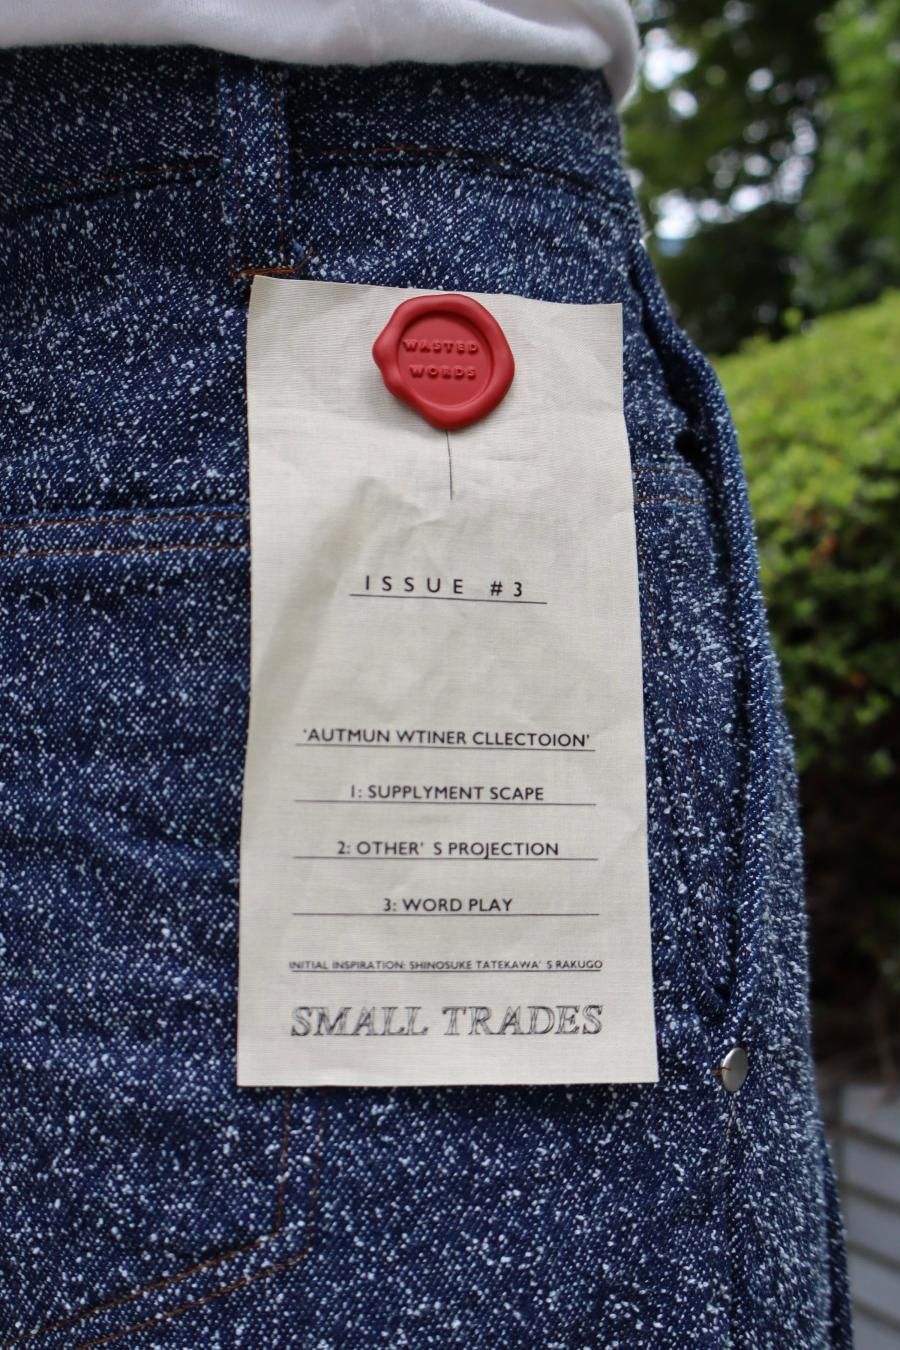 WASTED
WORDS
ISSUE #3
'AUTMUN WTINER CLLECTOION'
1: SUPPLYMENT SCAPE
2: OTHER' S PROJECTION
3: WORD PLAY
INITIAL INSPIRATION: SHINOSUKE TATEKAWA' S RAKUGO
SMALL TRADES